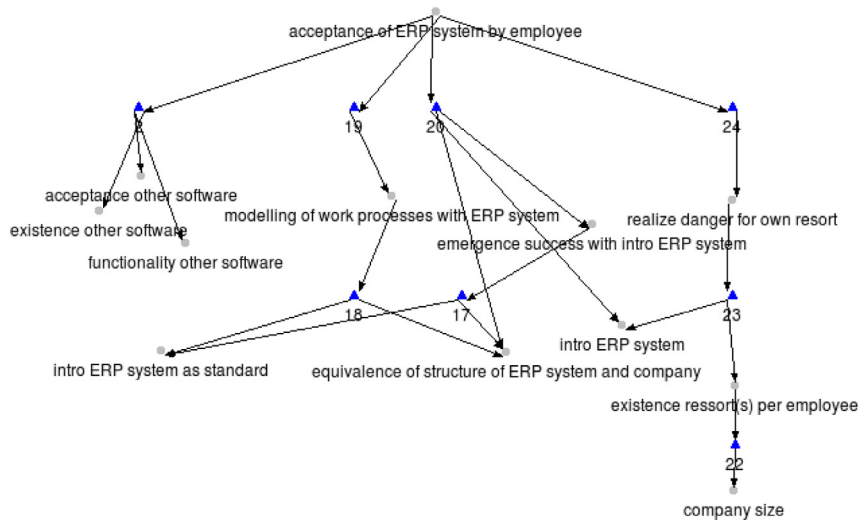 acceptance of ERP system by employee
19
20
24
acceptance other software
modelling of work processes with ERP system
realize danger for own resort
existence other software
emergence success with intro ERP system
functionality other software
18
17
23
intro ERP system
intro ERP system as standard
equivalence of structure of ERP system and company
existence ressort(s) per employee
22
company size